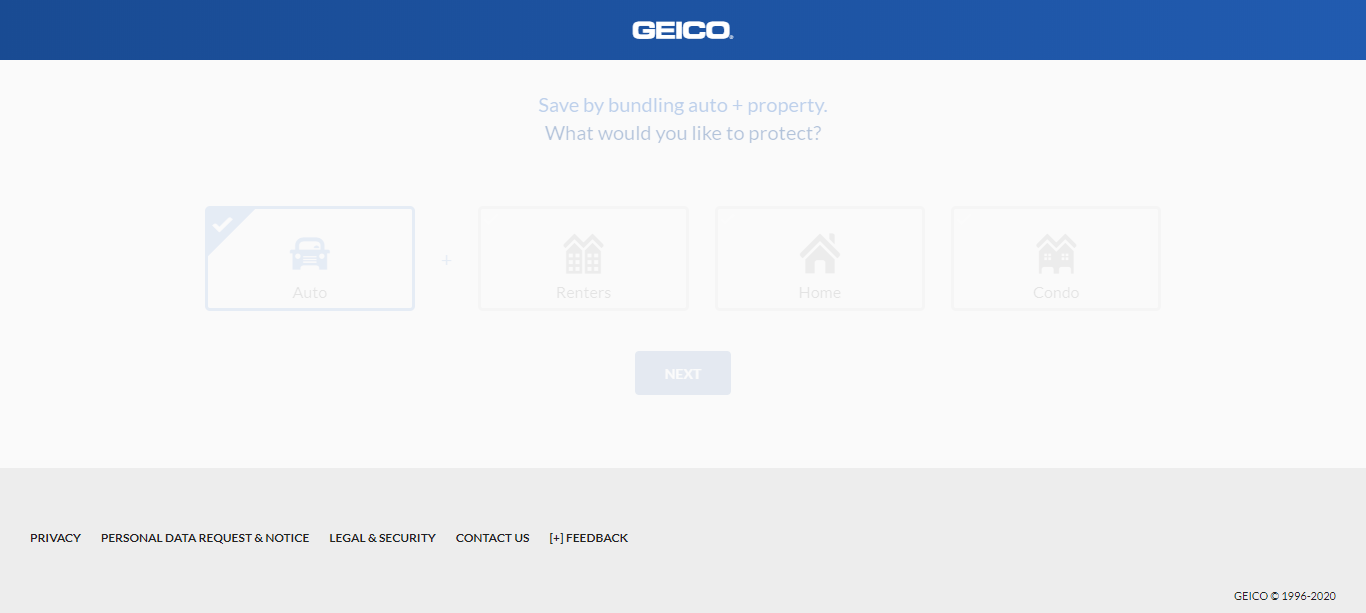 GEICO
Save by bundling auto + property.
What would you like to protect?
Auto
+
Renters
Home
Condo
NEXT
PRIVACY PERSONAL DATA REQUEST & NOTICE LEGAL & SECURITY CONTACT US [+] FEEDBACK
GEICO © 1996-2020